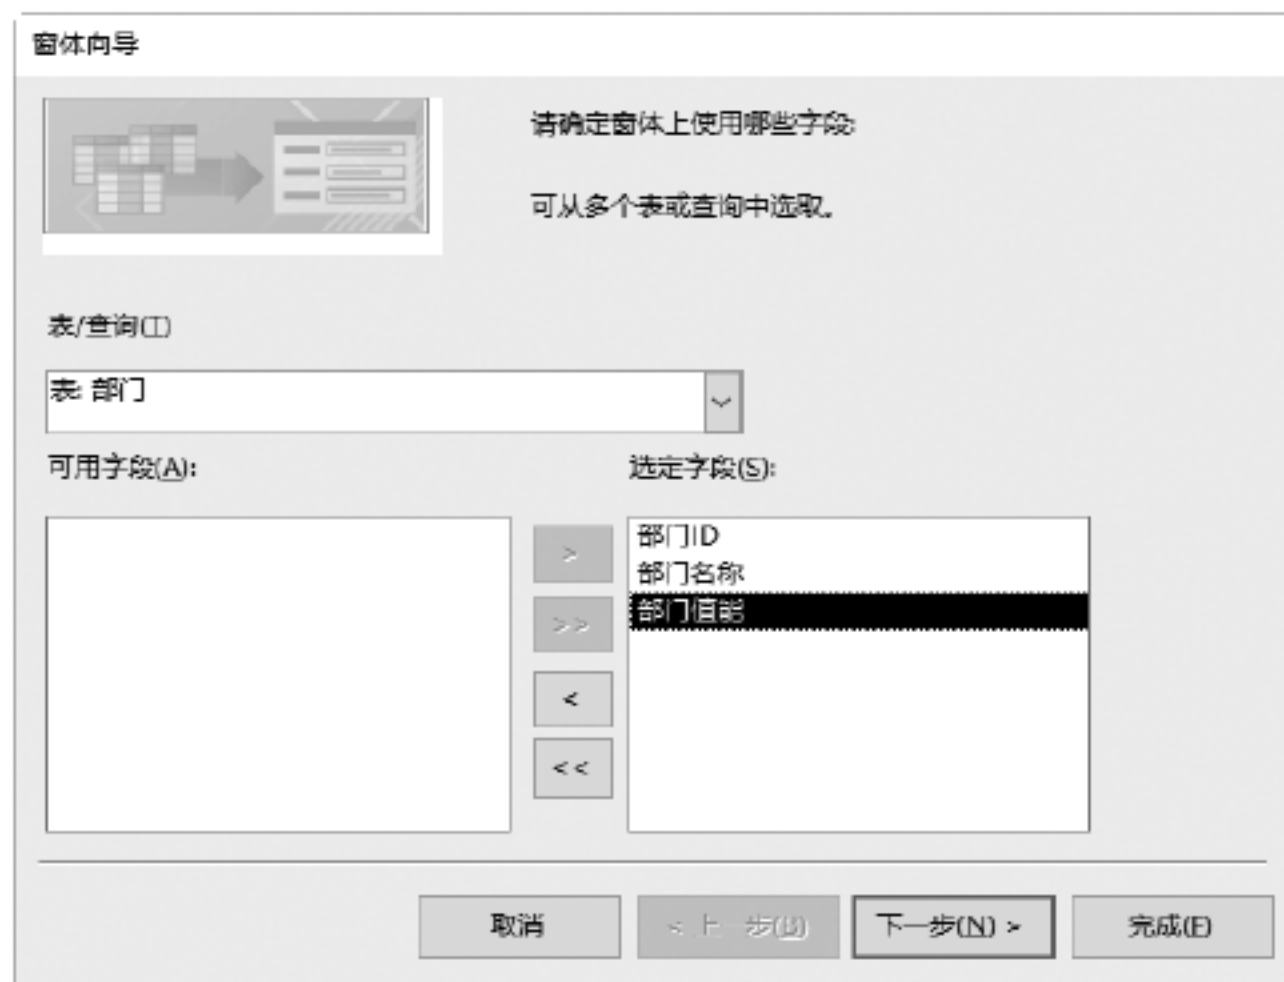 窗体向导
请确定窗体上使用哪些字段:
可从多个表或查询中选取。
表/查询(T)
表: 部门
可用字段(A):
选定字段(S):
>
>>
<
<<
部门ID
部门名称
部门值能
取消
< 上一步(B)
下一步(N) >
完成(F)